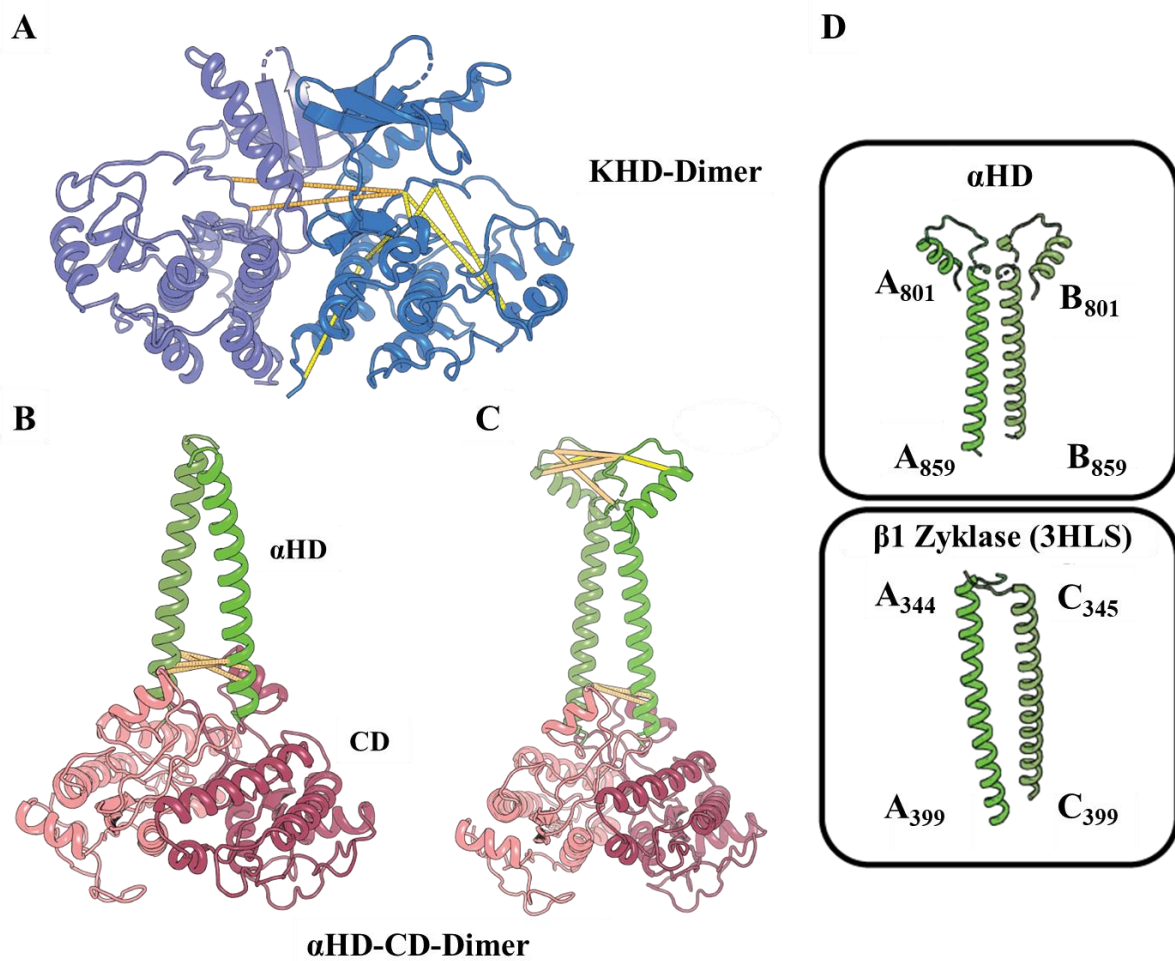 A
D
KHD-Dimer
αHD
A801
B801
A859
B859
B
C
αHD
CD
β1 Zyklase (3HLS)
A344
C345
A399
C399
αHD-CD-Dimer